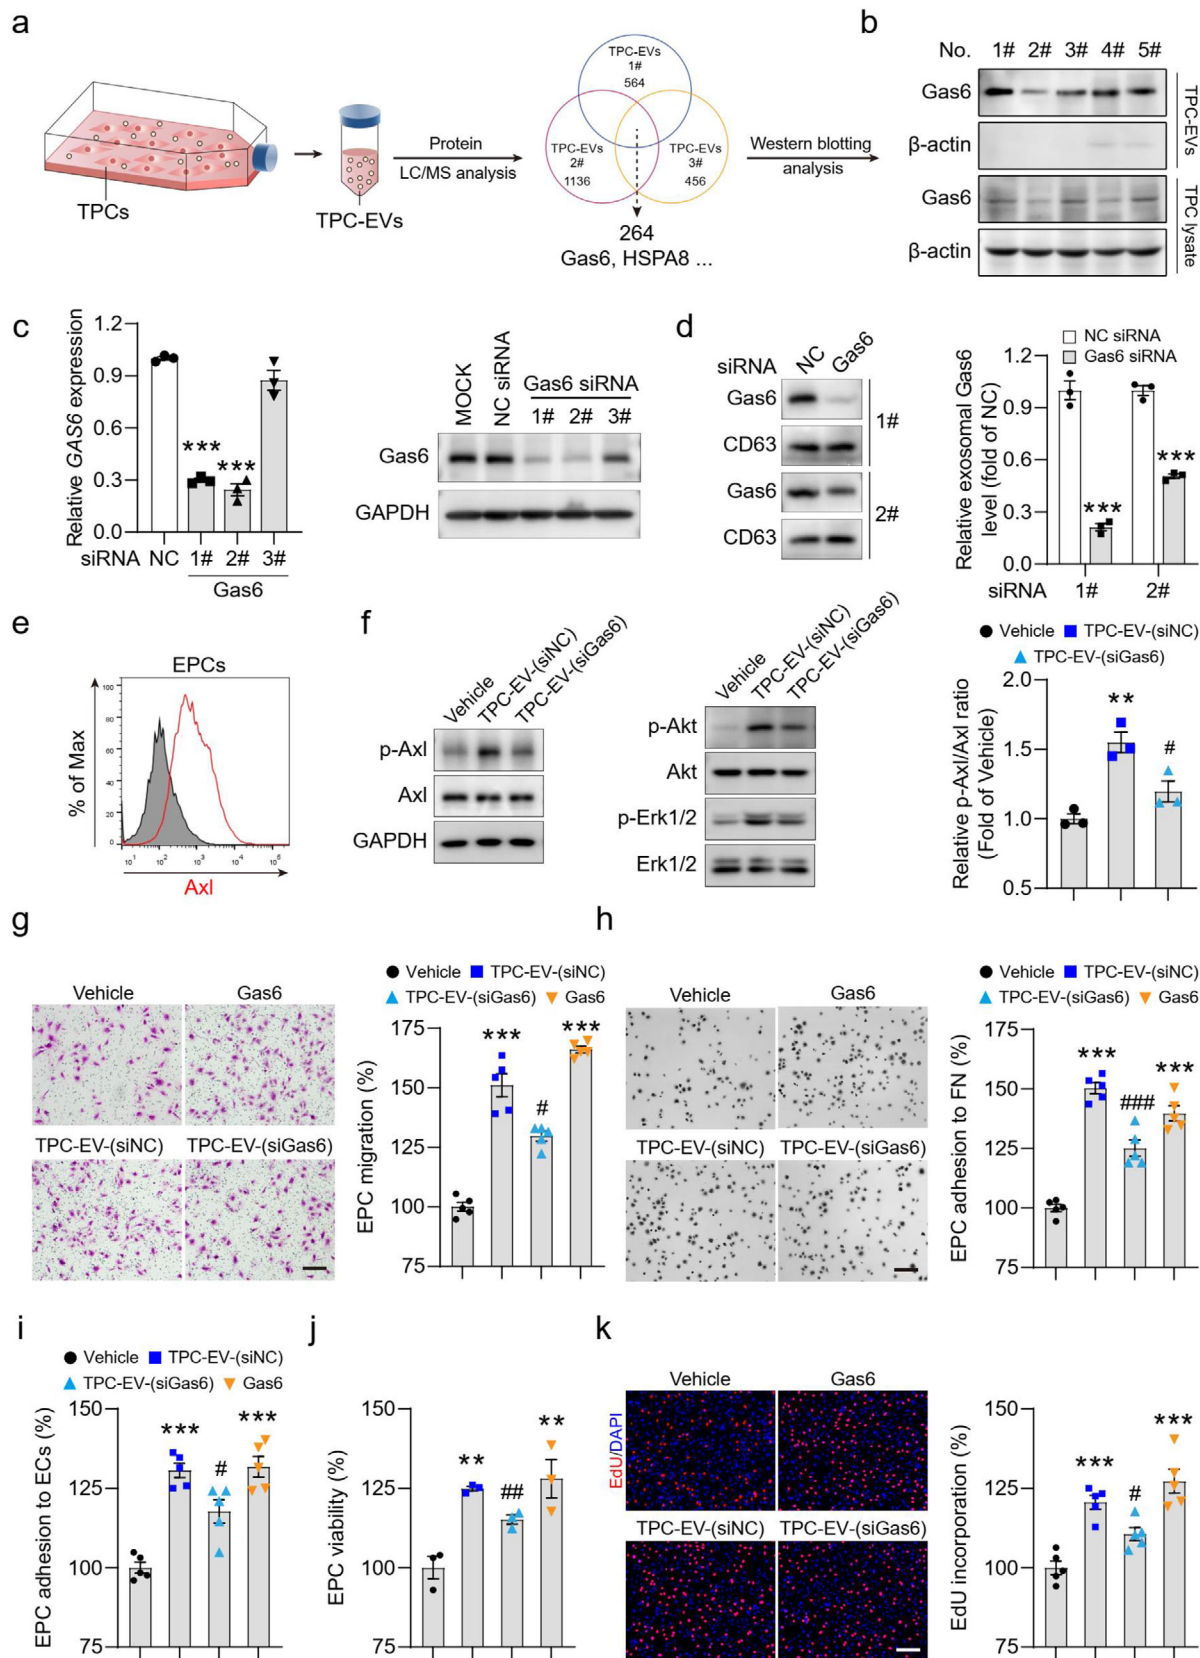 a
TPCs
TPC-EVs
Protein
LC/MS analysis
TPC-EVs
1#
564
TPC-EVs
2#
1136
TPC-EVs
3#
456
264
Gas6, HSPA8 ...
Western blotting
analysis
b
No. 1# 2# 3# 4# 5#
Gas6
β-actin
TPC-EVs
Gas6
β-actin
TPC lysate
c
Relative GAS6 expression
1.2
0.9
0.6
0.3
0.0
***
***
siRNA NC 1# 2# 3#
Gas6
MOCK
NC siRNA
Gas6 siRNA
1# 2# 3#
Gas6
GAPDH
d
siRNA NC Gas6
Gas6
CD63
1#
Gas6
CD63
2#
NC siRNA
Gas6 siRNA
Relative exosomal Gas6
level (fold of NC)
1.2
0.9
0.6
0.3
0.0
***
***
siRNA 1# 2#
e
EPCs
% of Max
100
80
60
40
20
0
10¹ 10² 10³ 10⁴ 10⁵
Axl
f
Vehicle
TPC-EV-(siNC)
TPC-EV-(siGas6)
p-Axl
Axl
GAPDH
Vehicle
TPC-EV-(siNC)
TPC-EV-(siGas6)
p-Akt
Akt
p-Erk1/2
Erk1/2
Vehicle TPC-EV-(siNC)
TPC-EV-(siGas6)
Relative p-Axl/Axl ratio
(Fold of Vehicle)
2.0
1.5
1.0
0.5
**
#
g
Vehicle Gas6
TPC-EV-(siNC) TPC-EV-(siGas6)
Vehicle TPC-EV-(siNC)
TPC-EV-(siGas6) Gas6
EPC migration (%)
175
150
125
100
75
***
#
***
h
Vehicle Gas6
TPC-EV-(siNC) TPC-EV-(siGas6)
Vehicle TPC-EV-(siNC)
TPC-EV-(siGas6) Gas6
EPC adhesion to FN (%)
175
150
125
100
75
***
###
***
i
Vehicle TPC-EV-(siNC)
TPC-EV-(siGas6) Gas6
EPC adhesion to ECs (%)
150
125
100
75
***
#
***
j
EPC viability (%)
150
125
100
75
**
##
**
k
Vehicle Gas6
EdU/DAPI
TPC-EV-(siNC) TPC-EV-(siGas6)
EdU incorporation (%)
150
125
100
75
***
#
***